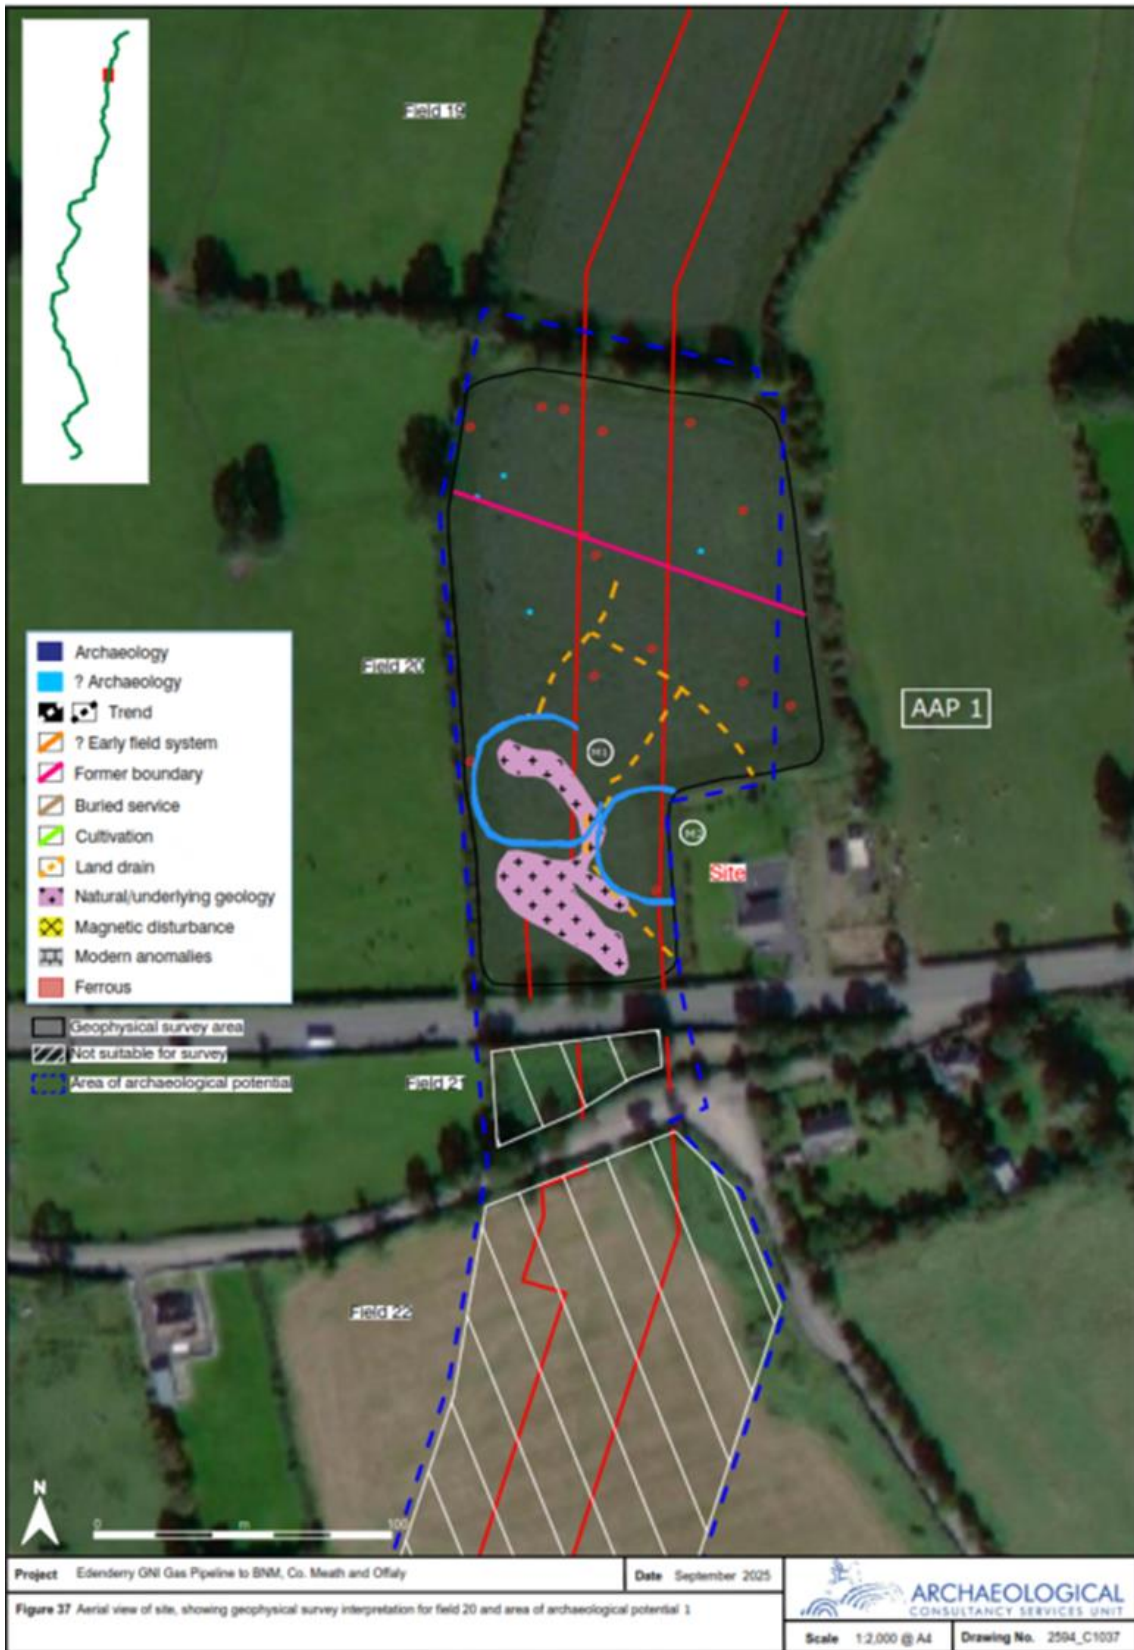 Field 19
Field 20
AAP 1
M1
M2
Site
Archaeology
? Archaeology
Trend
? Early field system
Former boundary
Buried service
Cultivation
Land drain
Natural/underlying geology
Magnetic disturbance
Modern anomalies
Ferrous
Geophysical survey area
Not suitable for survey
Area of archaeological potential
Field 21
Field 22
N
0 m 100
Project Edenderry GNI Gas Pipeline to BNM, Co. Meath and Offaly
Date September 2025
Figure 37 Aerial view of site, showing geophysical survey interpretation for field 20 and area of archaeological potential 1
ARCHAEOLOGICAL
CONSULTANCY SERVICES UNIT
Scale 1:2,000 @ A4
Drawing No. 2594_C1037